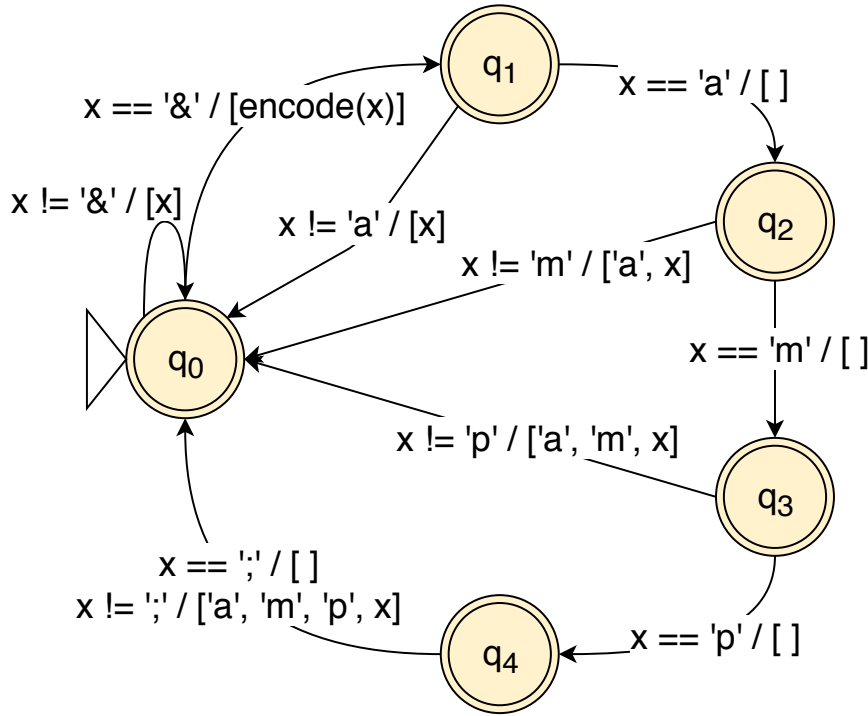 q1
x == 'a' / [ ]
x == '&' / [encode(x)]
x != '&' / [x]
x != 'a' / [x]
q2
x != 'm' / ['a', x]
x == 'm' / [ ]
q0
x != 'p' / ['a', 'm', x]
q3
x == ';' / [ ]
x != ';' / ['a', 'm', 'p', x]
x == 'p' / [ ]
q4